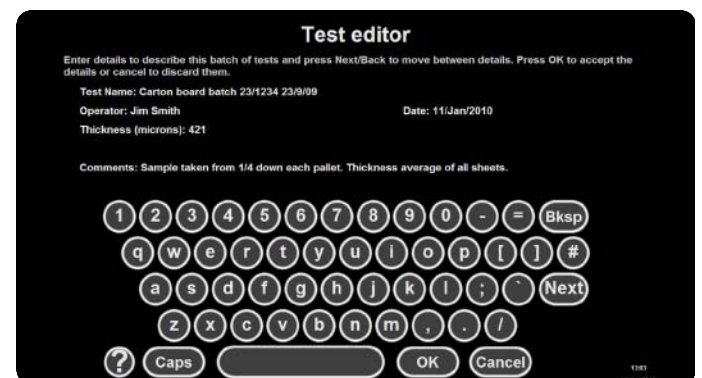 Test editor
Enter details to describe this batch of tests and press Next/Back to move between details. Press OK to accept the
details or cancel to discard them.
Test Name: Carton board batch 23/1234 23/9/09
Operator: Jim Smith Date: 11/Jan/2010
Thickness (microns): 421
Comments: Sample taken from 1/4 down each pallet. Thickness average of all sheets.
1 2 3 4 5 6 7 8 9 0 - = Bksp
q w e r t y u i o p [ ] #
a s d f g h j k l ; ` Next
z x c v b n m , . /
? Caps OK Cancel